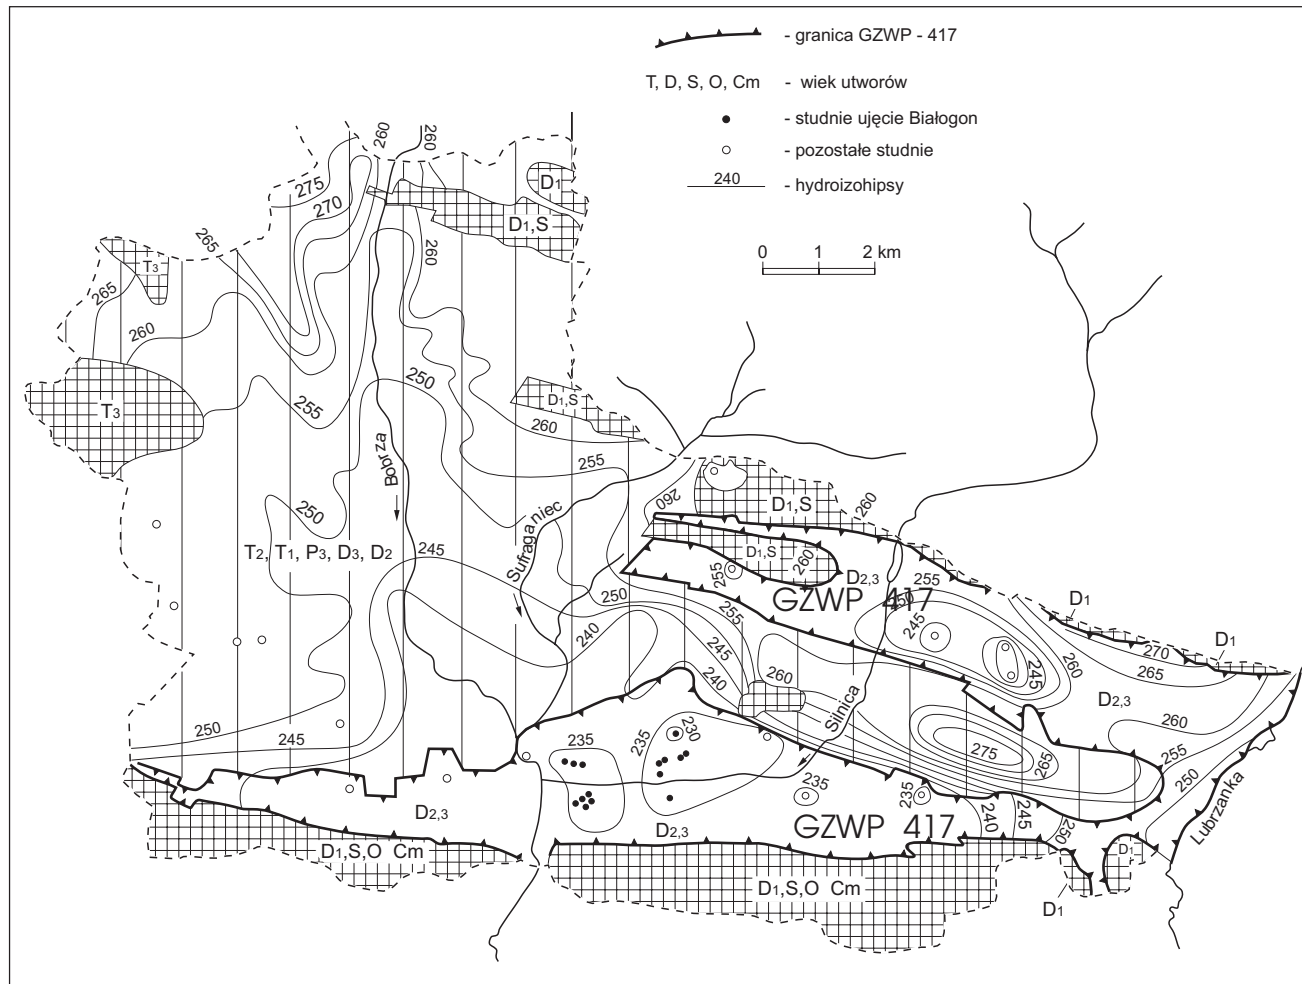 - granica GZWP - 417
T, D, S, O, Cm - wiek utworów
- studnie ujęcie Białogon
- pozostałe studnie
240 - hydroizohipsy
0 1 2 km
260
260
275
270
D1
D1,S
265
260
T3
265
260
250
T3
255
D1,S
260
255
Bobrza
260
D1,S
260
250
Sufraganiec
D1,S
260
T2, T1, P3, D3, D2
245
255
D2,3
255
GZWP 417
250
250
255
245
D1
240
245
D1
270
260
265
245
240
260
245
D2,3
250
Silnica
260
245
230
235
235
275
265
255
250
235
235
Lubrzanka
D2,3
D2,3
GZWP 417
240
245
250
D1
D1,S,O Cm
D1,S,O Cm
D1